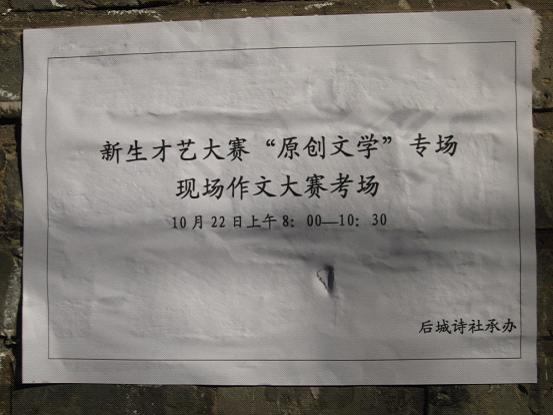 新生才艺大赛“原创文学”专场
现场作文大赛考场
10月22日上午8：00—10：30
后城诗社承办